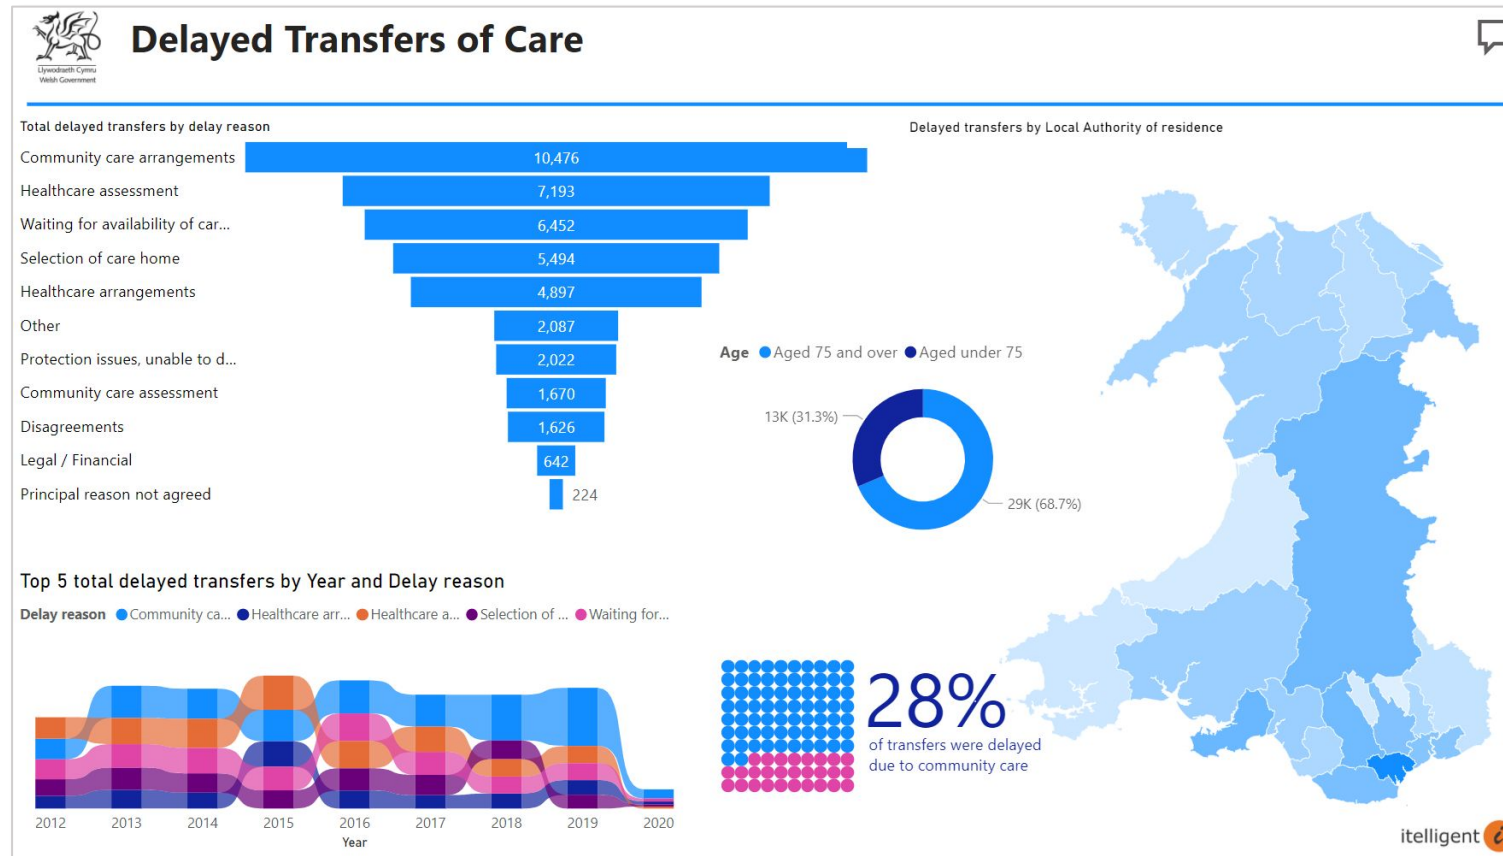 Llywodraeth Cymru
Welsh Government
Delayed Transfers of Care
Total delayed transfers by delay reason
Community care arrangements 10,476
Healthcare assessment 7,193
Waiting for availability of car... 6,452
Selection of care home 5,494
Healthcare arrangements 4,897
Other 2,087
Protection issues, unable to d... 2,022
Community care assessment 1,670
Disagreements 1,626
Legal / Financial 642
Principal reason not agreed 224
Delayed transfers by Local Authority of residence
Age Aged 75 and over Aged under 75
13K (31.3%)
29K (68.7%)
Top 5 total delayed transfers by Year and Delay reason
Delay reason Community ca... Healthcare arr... Healthcare a... Selection of ... Waiting for...
2012 2013 2014 2015 2016 2017 2018 2019 2020
Year
28%
of transfers were delayed
due to community care
itelligent i